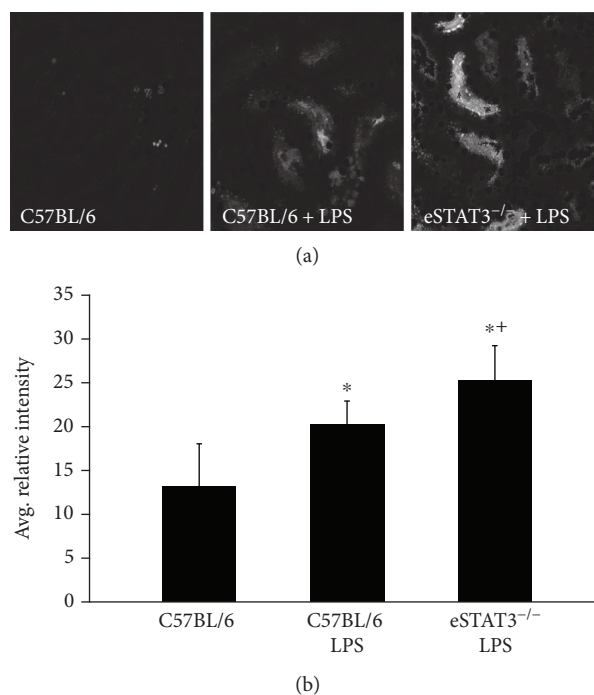 C57BL/6
C57BL/6 + LPS
eSTAT3−/− + LPS
(a)
35
30
25
20
15
10
5
0
Avg. relative intensity
*
*+
C57BL/6
C57BL/6
LPS
eSTAT3−/−
LPS
(b)